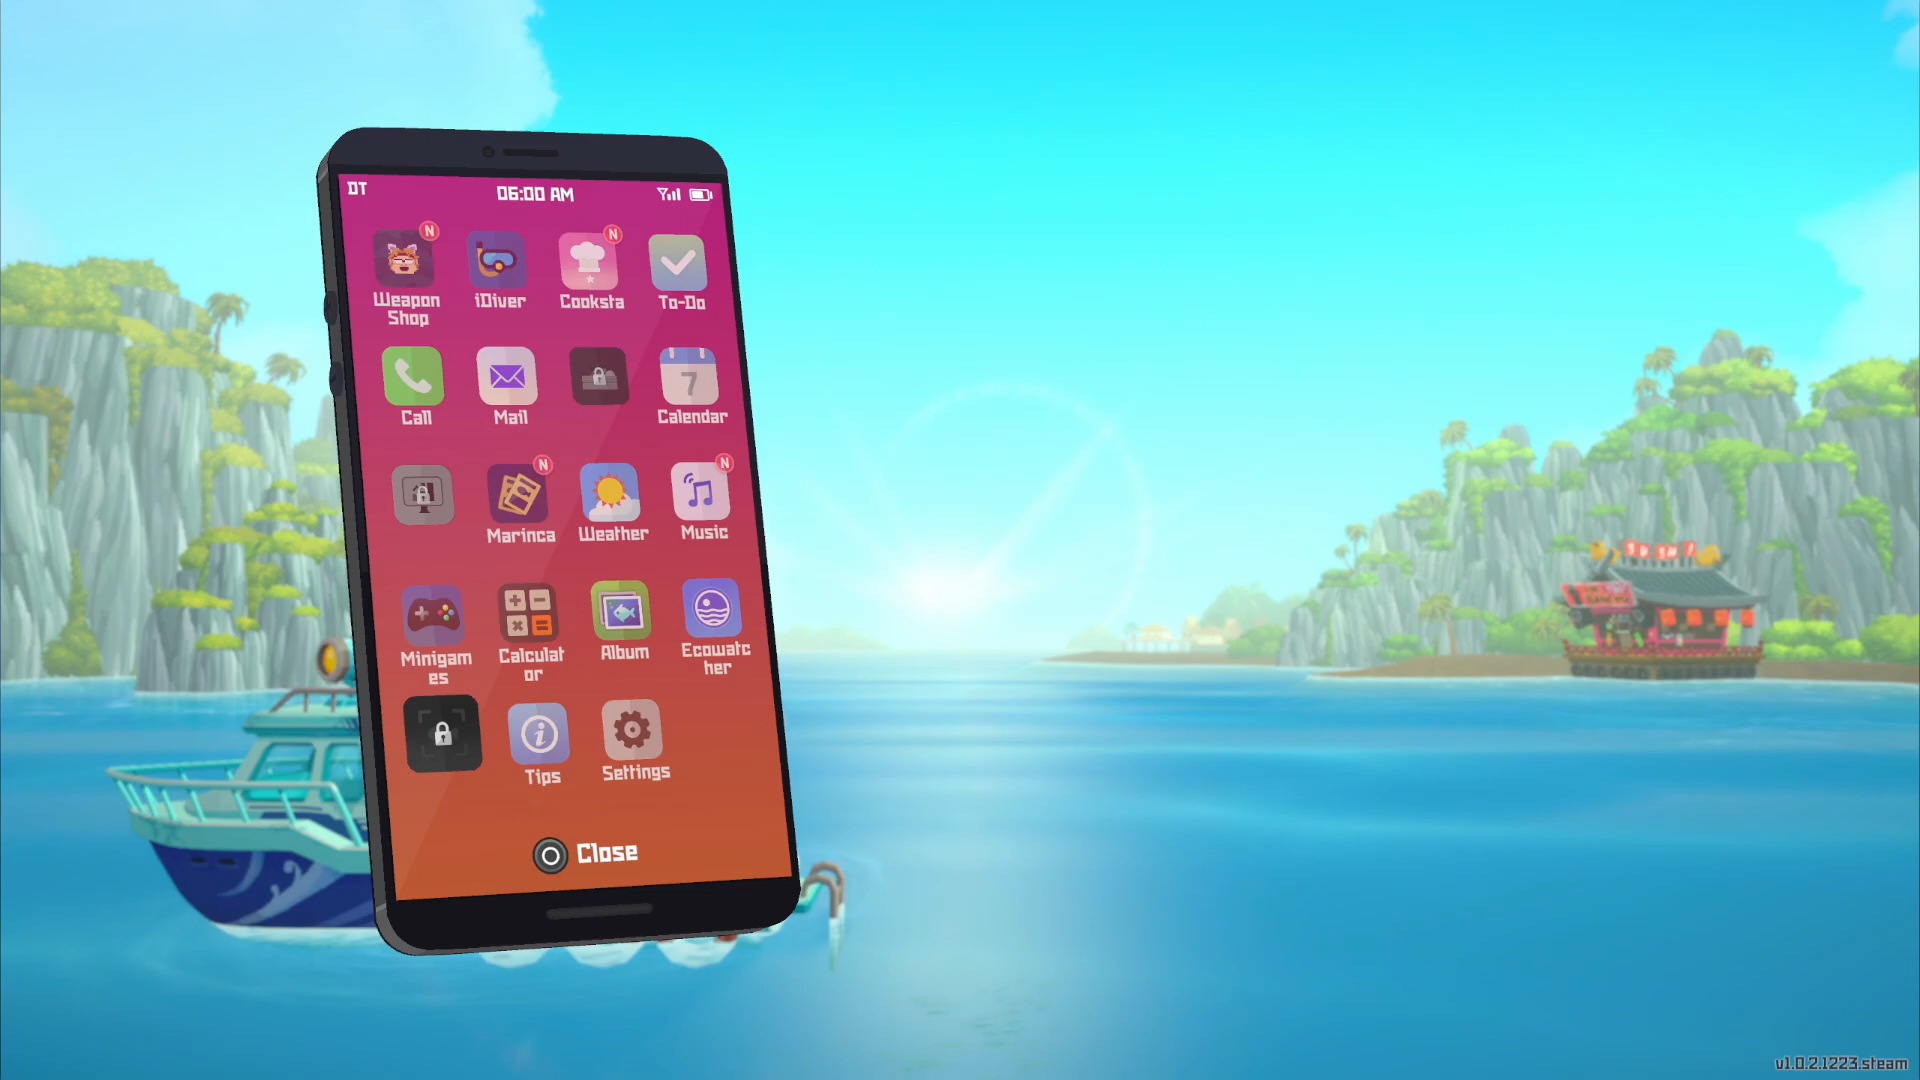 DT
06:00 AM
N
N
Weapon
Shop
iDiver
Cooksta
To-Do
7
Call
Mail
Calendar
N
N
Marinca
Weather
Music
Minigam
es
Calculat
or
Album
Ecowatc
her
Tips
Settings
Close
SUSHI
v1.0.2.1223.steam